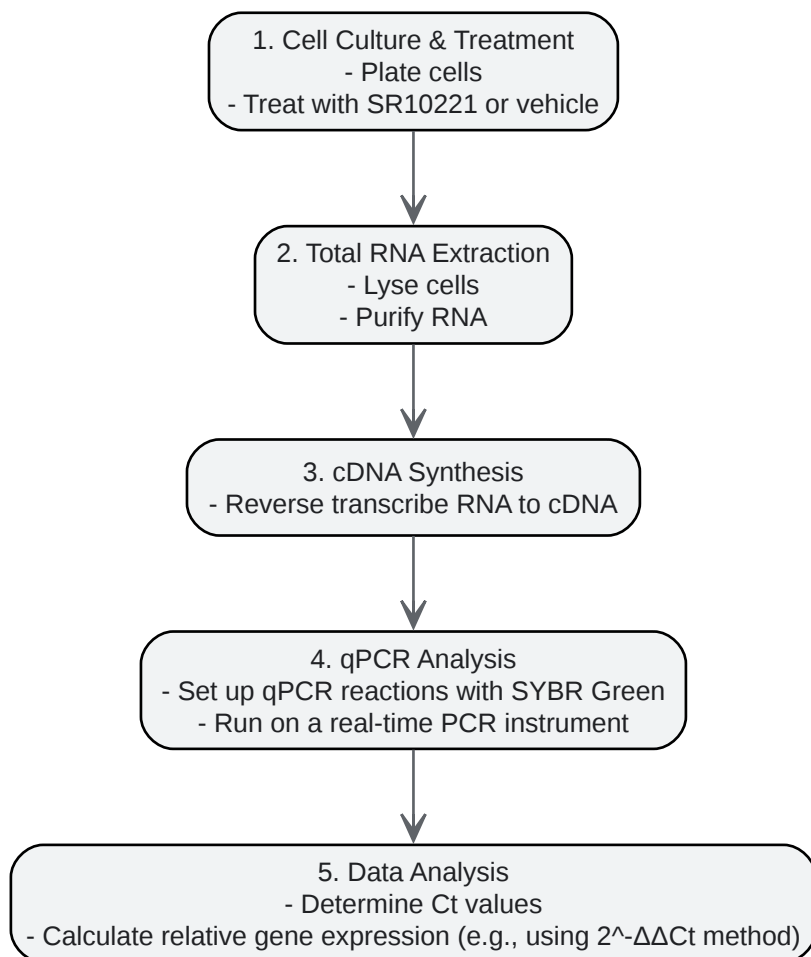 1. Cell Culture & Treatment
- Plate cells
- Treat with SR10221 or vehicle
2. Total RNA Extraction
- Lyse cells
- Purify RNA
3. cDNA Synthesis
- Reverse transcribe RNA to cDNA
4. qPCR Analysis
- Set up qPCR reactions with SYBR Green
- Run on a real-time PCR instrument
5. Data Analysis
- Determine Ct values
- Calculate relative gene expression (e.g., using 2^-ΔΔCt method)